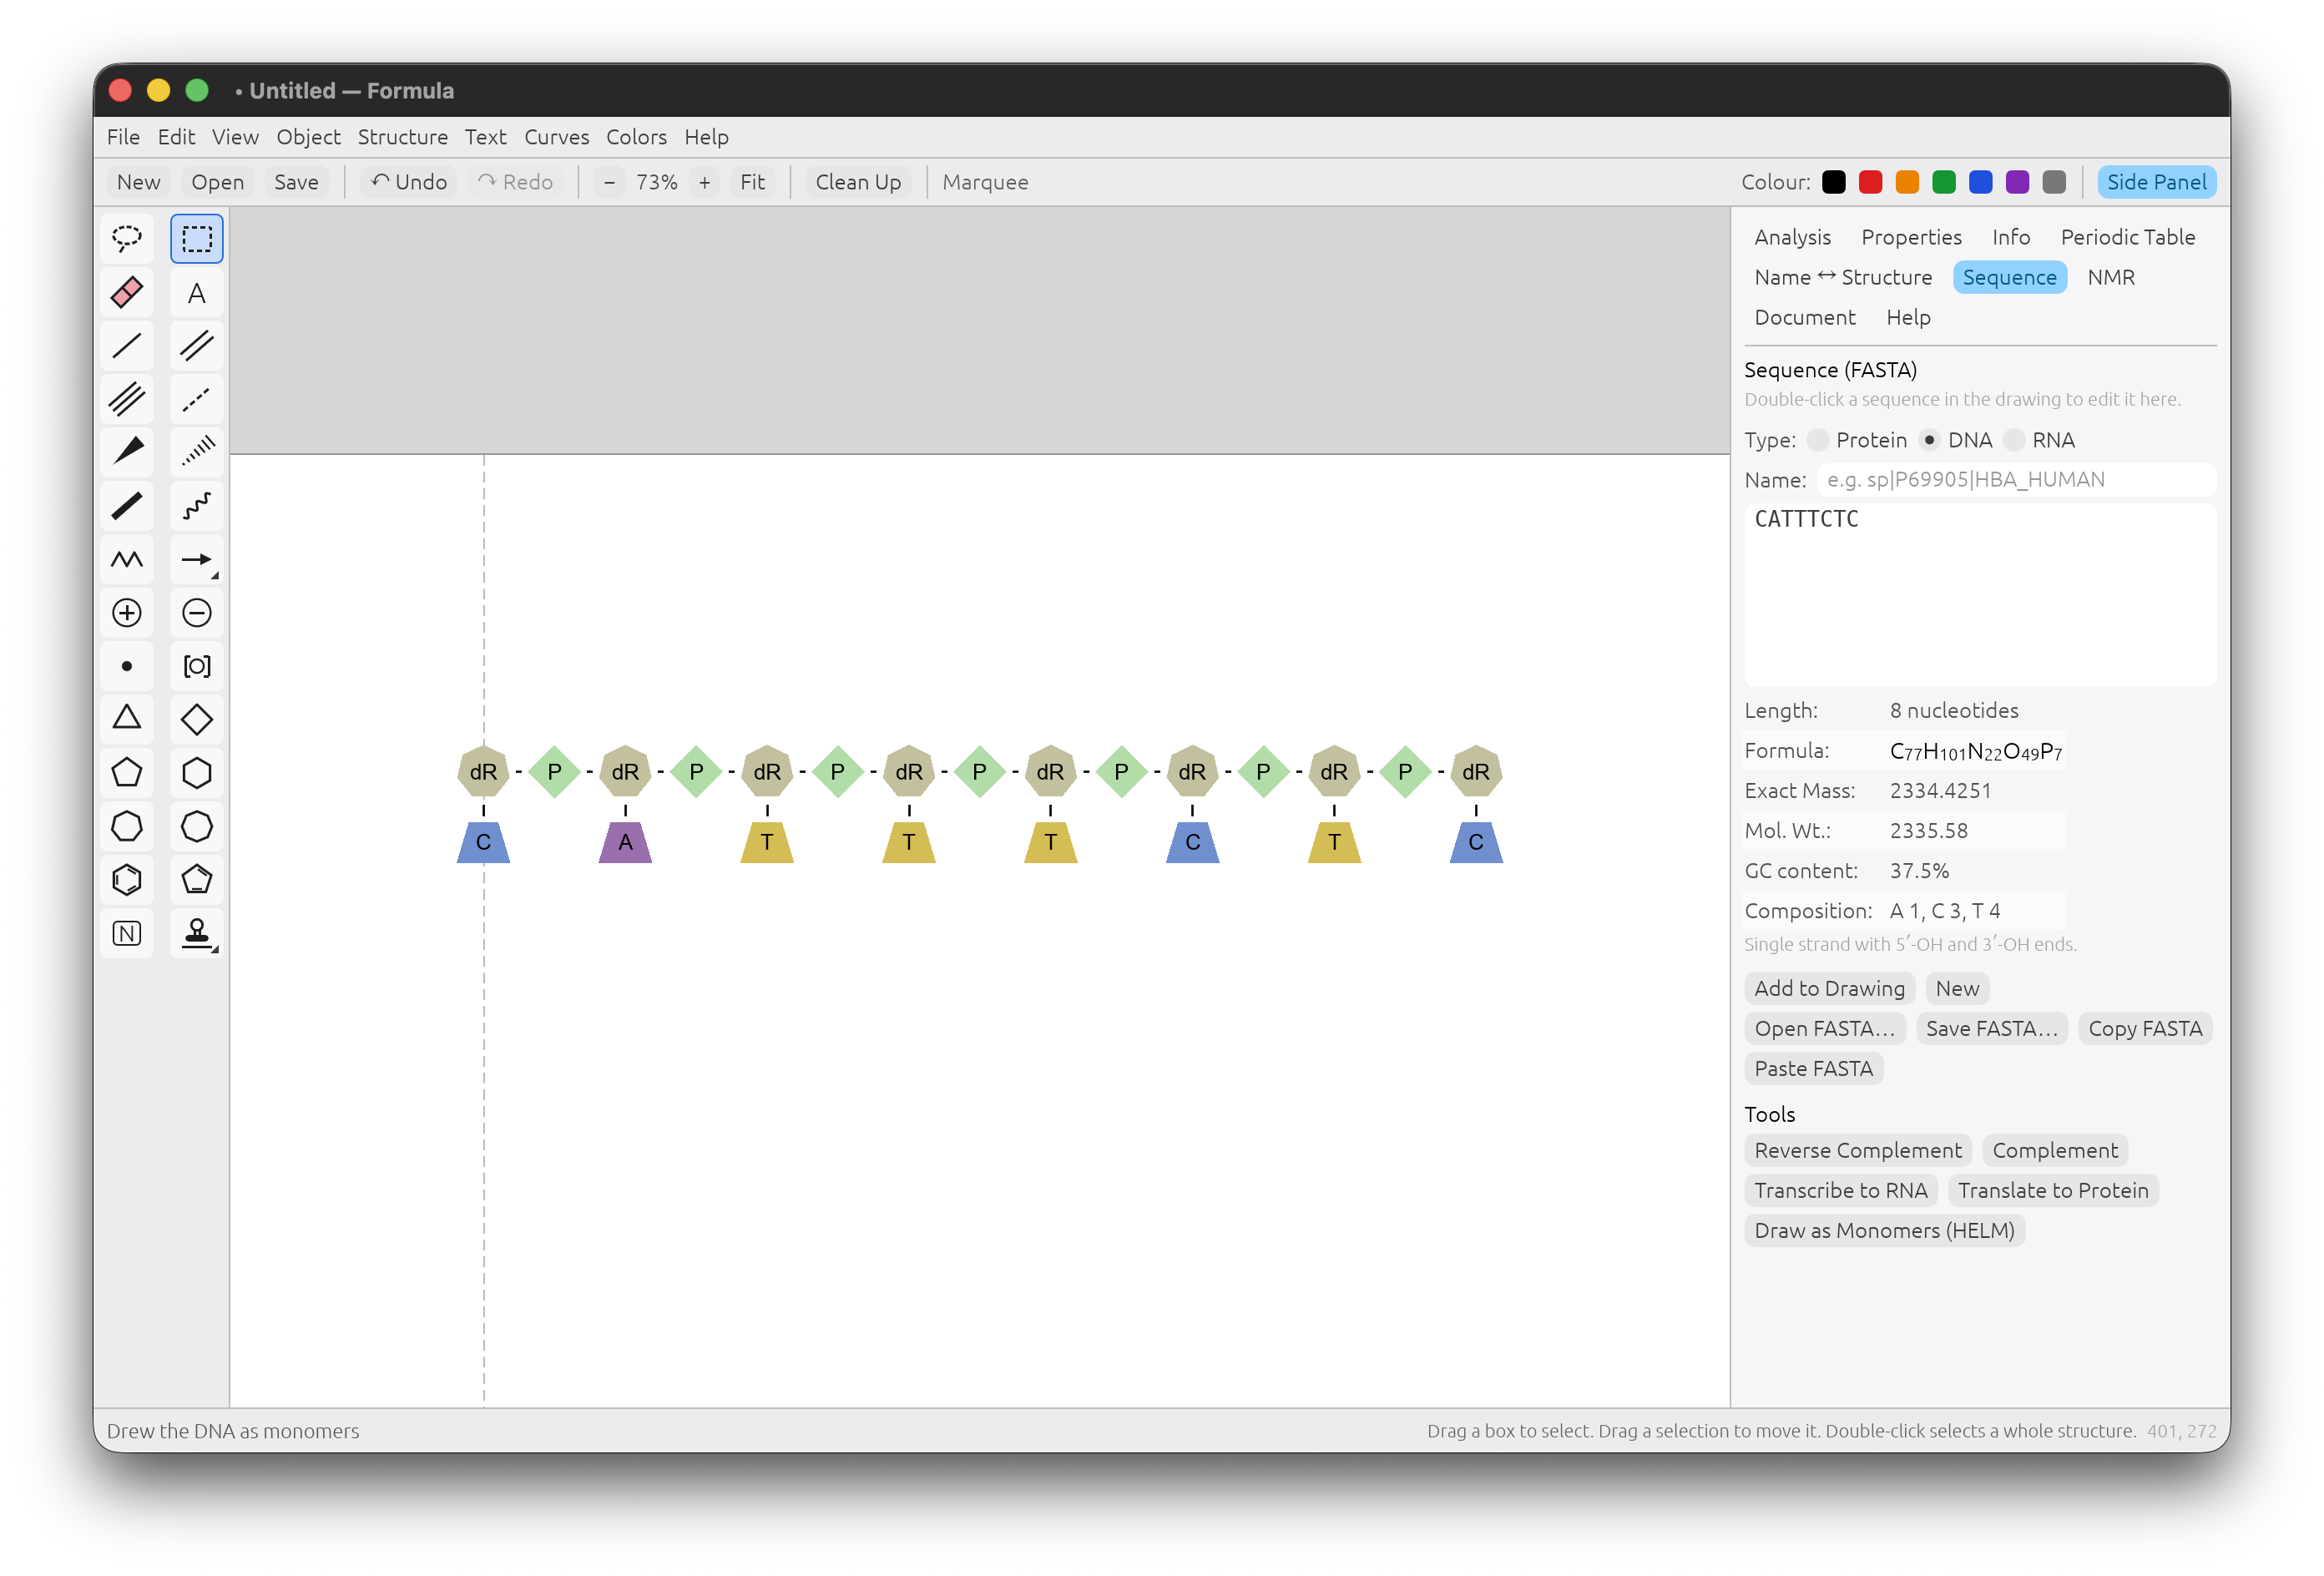 • Untitled — Formula
File Edit View Object Structure Text Curves Colors Help
New Open Save ↶ Undo ↷ Redo − 73% + Fit Clean Up Marquee Colour: Side Panel
Analysis Properties Info Periodic Table
Name ↔ Structure Sequence NMR
Document Help
A
Sequence (FASTA)
Double-click a sequence in the drawing to edit it here.
Type: Protein DNA RNA
Name: e.g. sp|P69905|HBA_HUMAN
CATTTCTC
dR P dR P dR P dR P dR P dR P dR P dR
C A T T T C T C
N
Length: 8 nucleotides
Formula: C₇₇H₁₀₁N₂₂O₄₉P₇
Exact Mass: 2334.4251
Mol. Wt.: 2335.58
GC content: 37.5%
Composition: A 1, C 3, T 4
Single strand with 5′-OH and 3′-OH ends.
Add to Drawing New
Open FASTA… Save FASTA… Copy FASTA
Paste FASTA
Tools
Reverse Complement Complement
Transcribe to RNA Translate to Protein
Draw as Monomers (HELM)
Drew the DNA as monomers
Drag a box to select. Drag a selection to move it. Double-click selects a whole structure. 401, 272